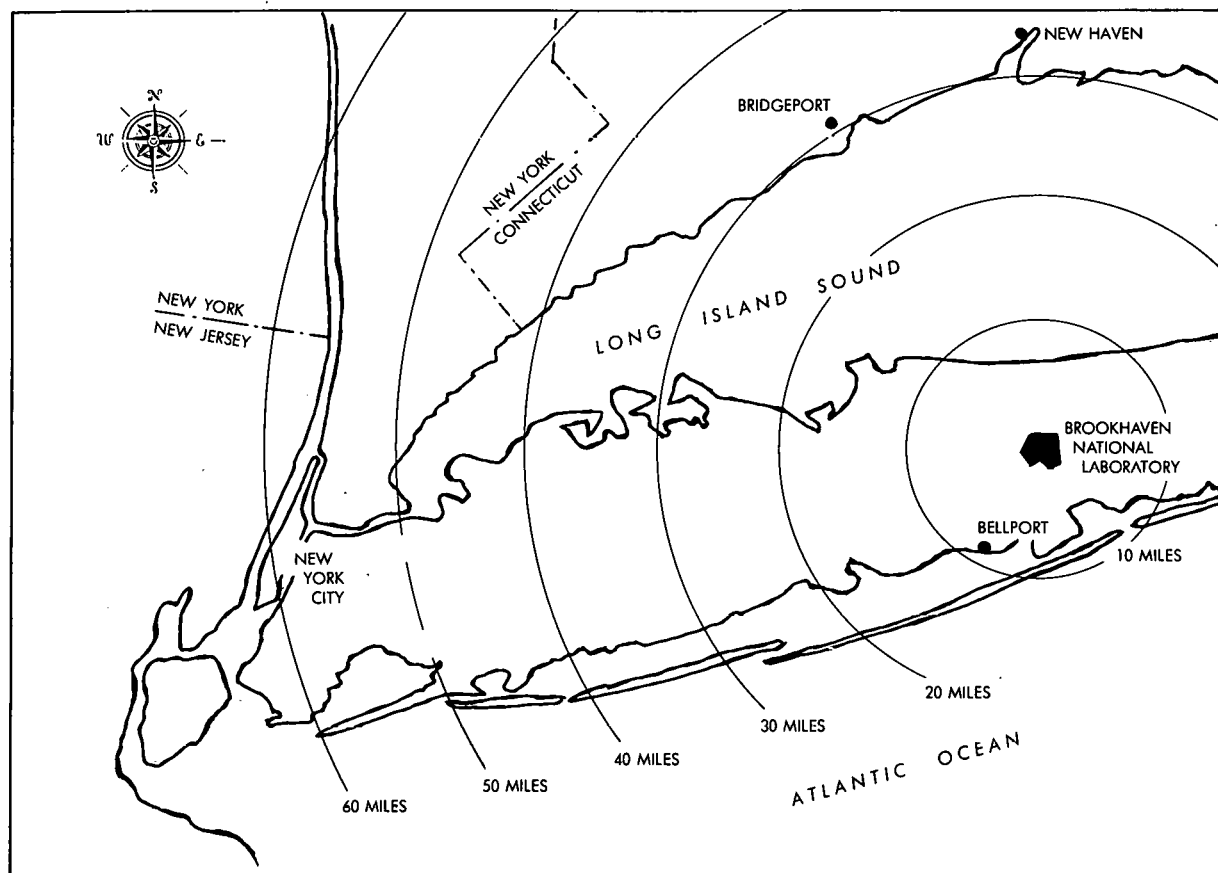 NEW HAVEN
BRIDGEPORT
N
W
E
S
NEW YORK
CONNECTICUT
LONG ISLAND SOUND
NEW YORK
NEW JERSEY
BROOKHAVEN
NATIONAL
LABORATORY
BELLPORT
10 MILES
NEW
YORK
CITY
20 MILES
30 MILES
40 MILES
50 MILES
60 MILES
ATLANTIC OCEAN